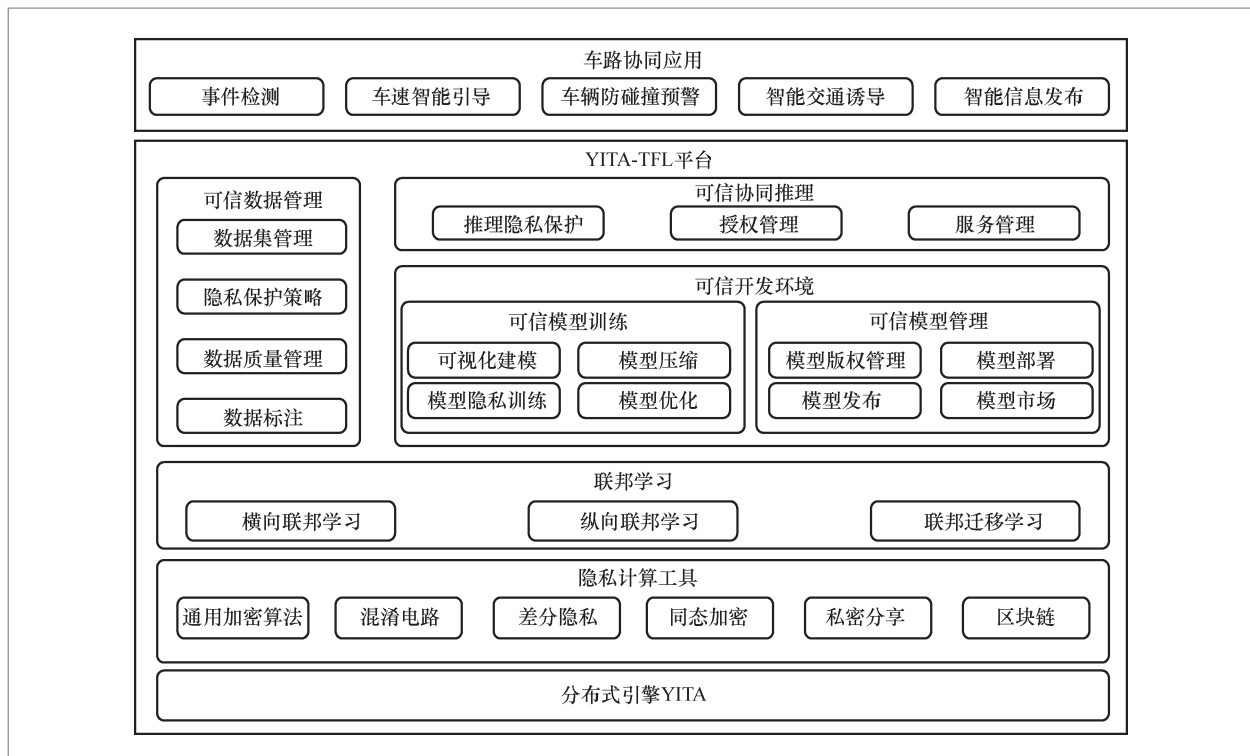 车路协同应用
事件检测
车速智能引导
车辆防碰撞预警
智能交通诱导
智能信息发布
YITA-TFL平台
可信数据管理
数据集管理
隐私保护策略
数据质量管理
数据标注
可信协同推理
推理隐私保护
授权管理
服务管理
可信开发环境
可信模型训练
可视化建模
模型压缩
模型隐私训练
模型优化
可信模型管理
模型版权管理
模型部署
模型发布
模型市场
联邦学习
横向联邦学习
纵向联邦学习
联邦迁移学习
隐私计算工具
通用加密算法
混淆电路
差分隐私
同态加密
私密分享
区块链
分布式引擎YITA